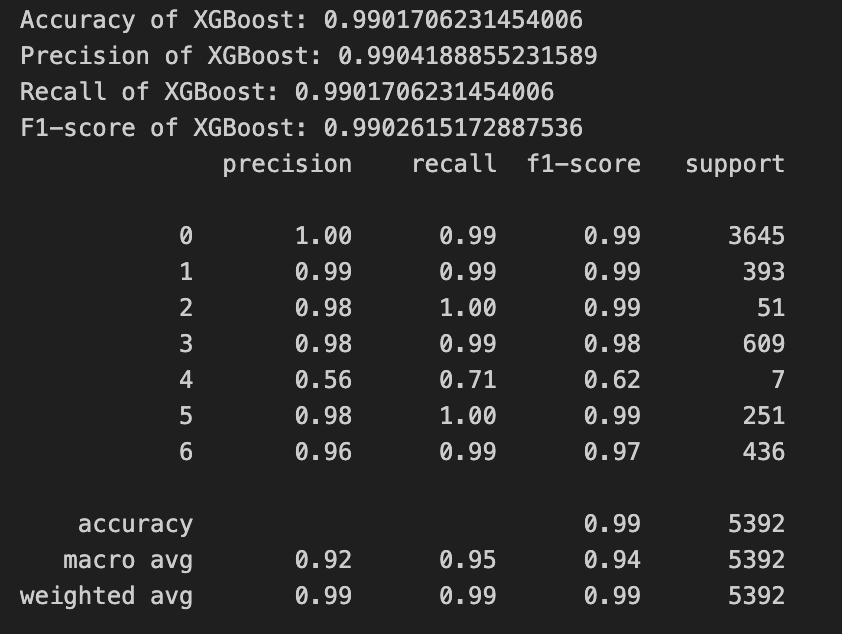 Accuracy of XGBoost: 0.9901706231454006
Precision of XGBoost: 0.9904188855231589
Recall of XGBoost: 0.9901706231454006
F1-score of XGBoost: 0.9902615172887536
precision recall f1-score support
0 1.00 0.99 0.99 3645
1 0.99 0.99 0.99 393
2 0.98 1.00 0.99 51
3 0.98 0.99 0.98 609
4 0.56 0.71 0.62 7
5 0.98 1.00 0.99 251
6 0.96 0.99 0.97 436
accuracy 0.99 5392
macro avg 0.92 0.95 0.94 5392
weighted avg 0.99 0.99 0.99 5392